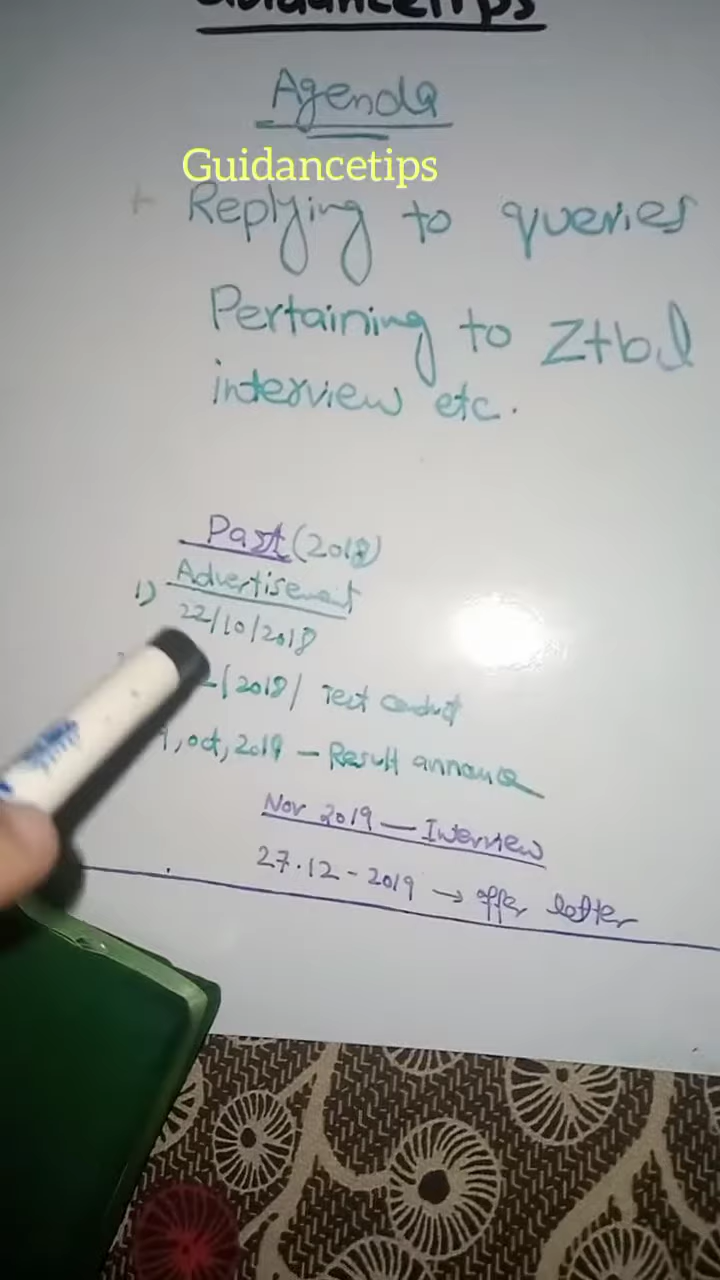 Guidancetips
Agenda
Guidancetips
Replying to queries
Pertaining to Ztbl
interview etc.
Past (2018)
1) Advertisement
22/10/2018
/2018/ Test conduct
, oct, 2019 – Result announce
Nov 2019 — Interview
27.12-2019 → offer letter